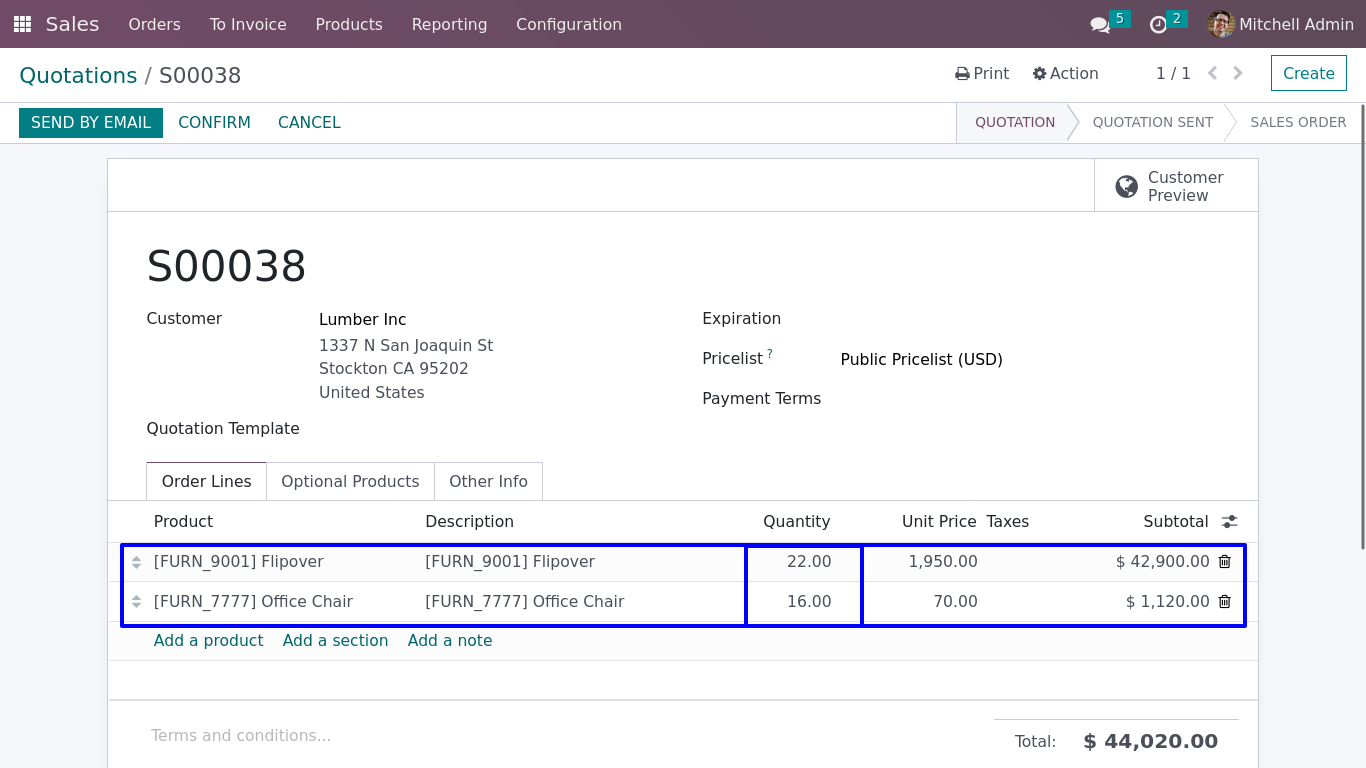 Sales Orders To Invoice Products Reporting Configuration 5 2 Mitchell Admin
Quotations / S00038 Print Action 1 / 1 Create
SEND BY EMAIL CONFIRM CANCEL QUOTATION QUOTATION SENT SALES ORDER
Customer
Preview
S00038
Customer Lumber Inc Expiration
1337 N San Joaquin St
Stockton CA 95202
United States
Pricelist ? Public Pricelist (USD)
Payment Terms
Quotation Template
Order Lines Optional Products Other Info
Product Description Quantity Unit Price Taxes Subtotal
[FURN_9001] Flipover [FURN_9001] Flipover 22.00 1,950.00 $ 42,900.00
[FURN_7777] Office Chair [FURN_7777] Office Chair 16.00 70.00 $ 1,120.00
Add a product Add a section Add a note
Terms and conditions...
Total: $ 44,020.00